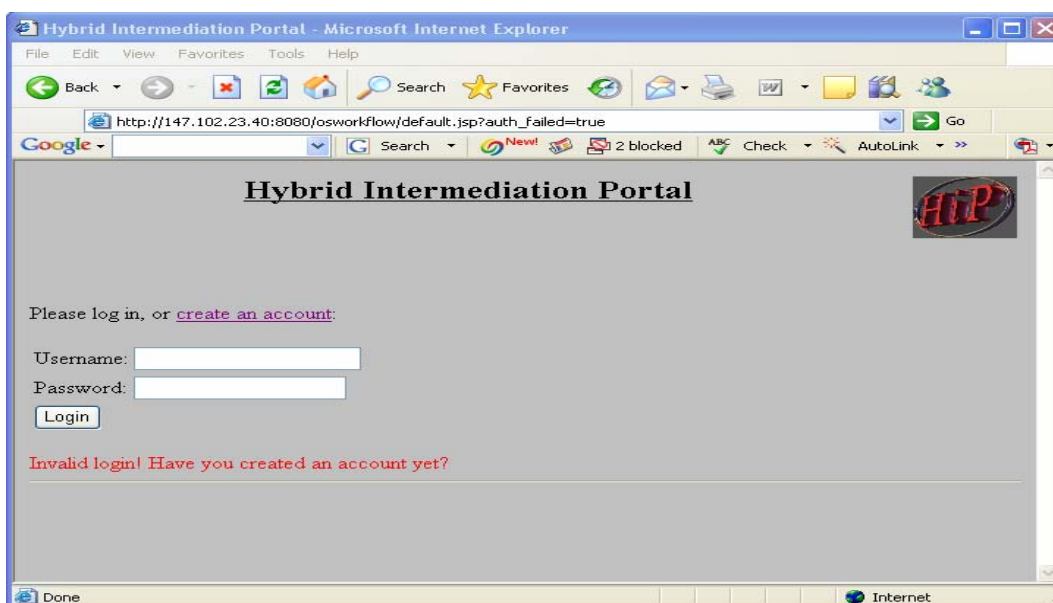 Hybrid Intermediation Portal - Microsoft Internet Explorer
File Edit View Favorites Tools Help
Back Search Favorites W
http://147.102.23.40:8080/osworkflow/default.jsp?auth_failed=true Go
Google G Search New! 2 blocked ABC Check AutoLink »
Hybrid Intermediation Portal
HiP
Please log in, or create an account:
Username:
Password:
Login
Invalid login! Have you created an account yet?
Done Internet